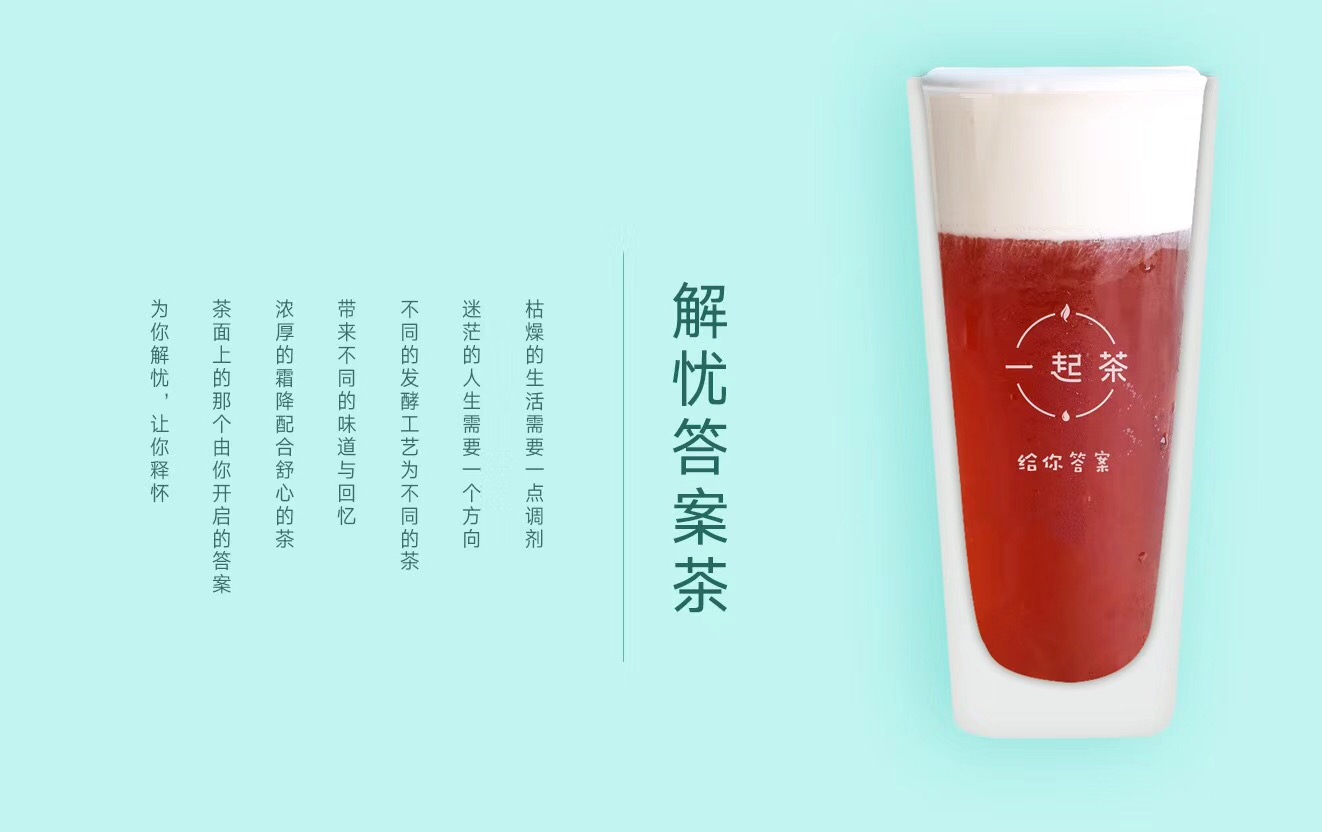 解忧答案茶
枯燥的生活需要一点调剂
迷茫的人生需要一个方向
不同的发酵工艺为不同的茶
带来不同的味道与回忆
浓厚的霜降配合舒心的茶
茶面上的那个由你开启的答案
为你解忧，让你释怀
一起茶
给你答案